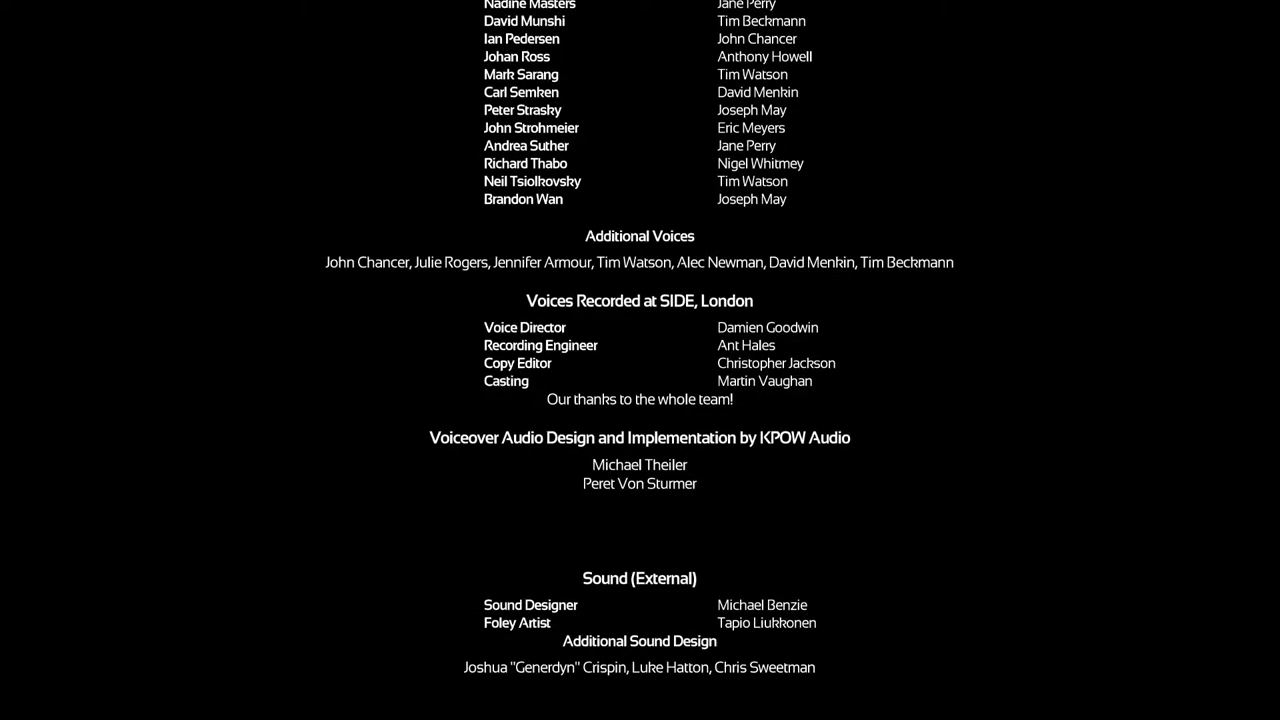 Nadine Masters Jane Perry
David Munshi Tim Beckmann
Ian Pedersen John Chancer
Johan Ross Anthony Howell
Mark Sarang Tim Watson
Carl Semken David Menkin
Peter Strasky Joseph May
John Strohmeier Eric Meyers
Andrea Suther Jane Perry
Richard Thabo Nigel Whitmey
Neil Tsiolkovsky Tim Watson
Brandon Wan Joseph May
Additional Voices
John Chancer, Julie Rogers, Jennifer Armour, Tim Watson, Alec Newman, David Menkin, Tim Beckmann
Voices Recorded at SIDE, London
Voice Director Damien Goodwin
Recording Engineer Ant Hales
Copy Editor Christopher Jackson
Casting Martin Vaughan
Our thanks to the whole team!
Voiceover Audio Design and Implementation by KPOW Audio
Michael Theiler
Peret Von Sturmer
Sound (External)
Sound Designer Michael Benzie
Foley Artist Tapio Liukkonen
Additional Sound Design
Joshua "Generdyn" Crispin, Luke Hatton, Chris Sweetman